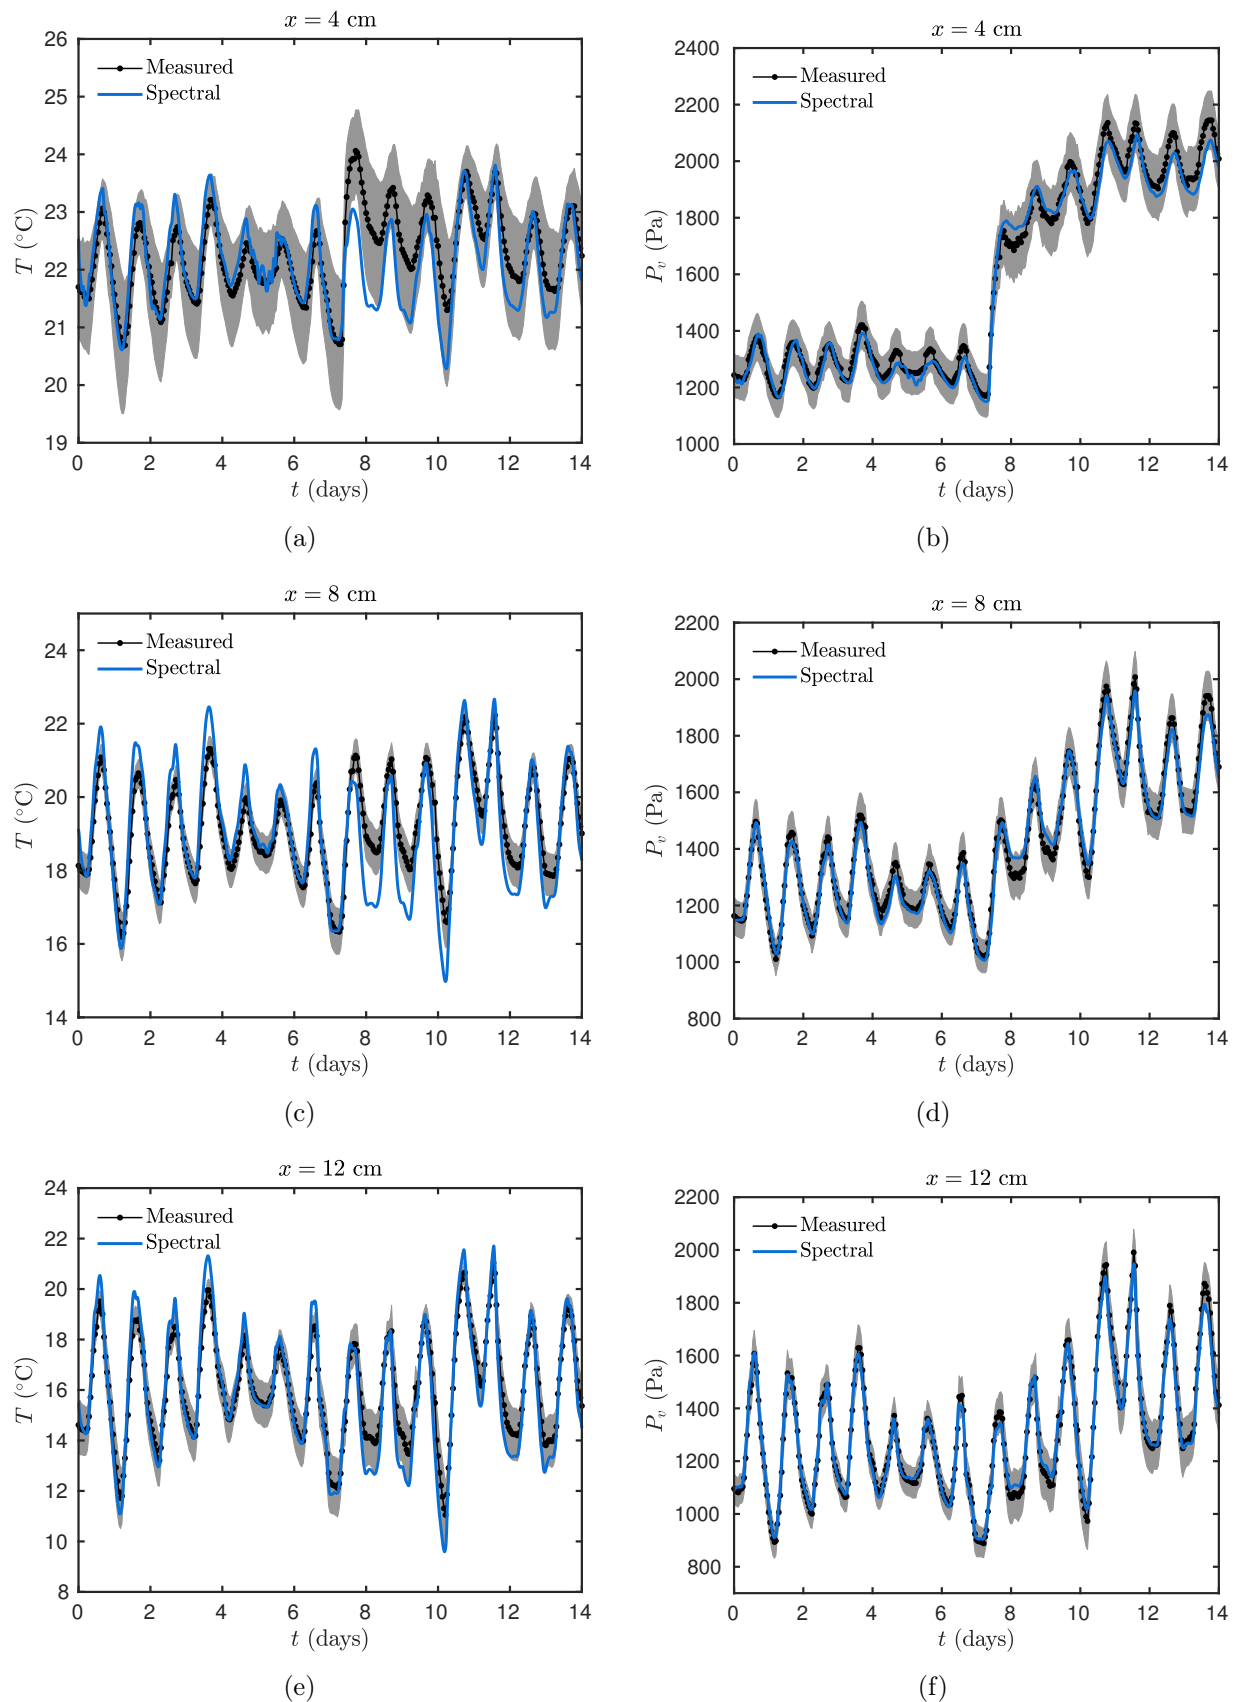 x = 4 cm
26
25
24
23
22
21
20
19
T (°C)
Measured
Spectral
0 2 4 6 8 10 12 14
t (days)
(a)
x = 4 cm
2400
2200
2000
1800
1600
1400
1200
1000
P_v (Pa)
Measured
Spectral
0 2 4 6 8 10 12 14
t (days)
(b)
x = 8 cm
24
22
20
18
16
14
T (°C)
Measured
Spectral
0 2 4 6 8 10 12 14
t (days)
(c)
x = 8 cm
2200
2000
1800
1600
1400
1200
1000
800
P_v (Pa)
Measured
Spectral
0 2 4 6 8 10 12 14
t (days)
(d)
x = 12 cm
24
22
20
18
16
14
12
10
8
T (°C)
Measured
Spectral
0 2 4 6 8 10 12 14
t (days)
(e)
x = 12 cm
2200
2000
1800
1600
1400
1200
1000
800
P_v (Pa)
Measured
Spectral
0 2 4 6 8 10 12 14
t (days)
(f)